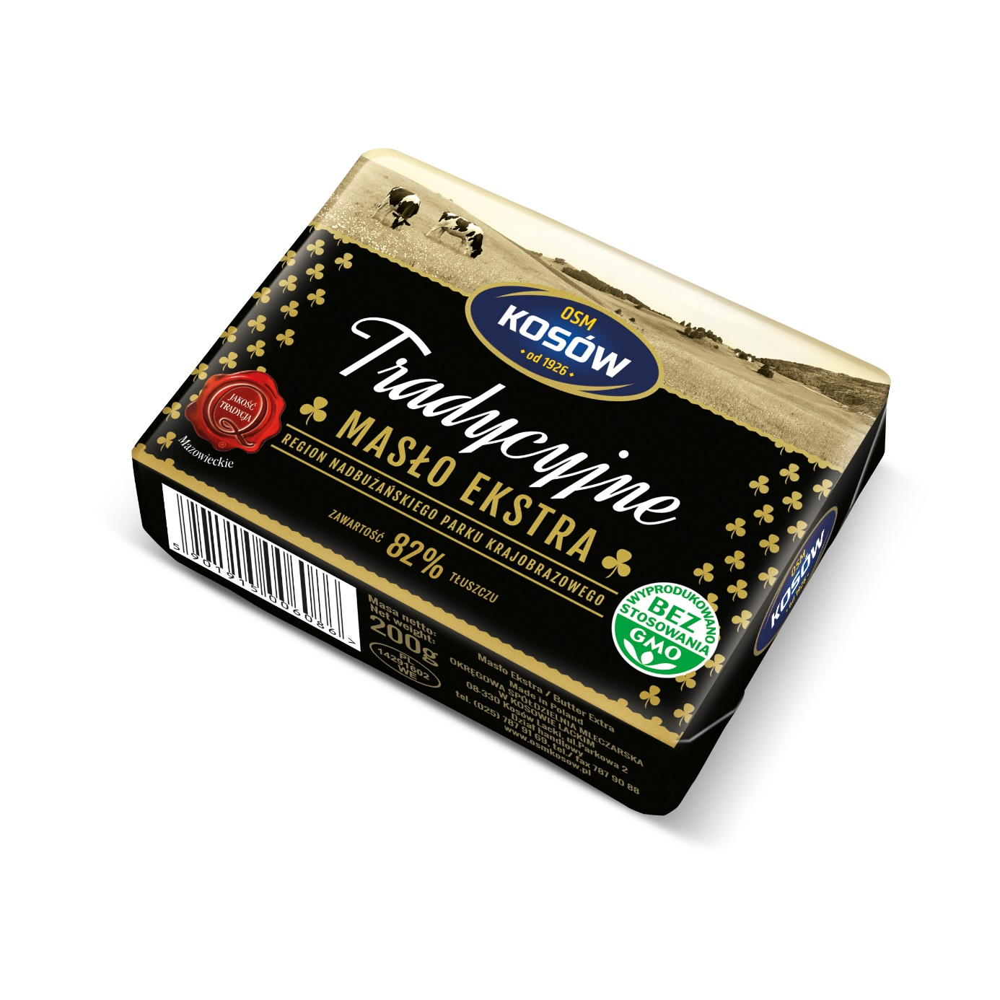 OSM
KOSÓW
od 1926
Tradycyjne
MASŁO EKSTRA
REGION NADBUŻAŃSKIEGO PARKU KRAJOBRAZOWEGO
ZAWARTOŚĆ 82% TŁUSZCZU
JAKOŚĆ
TRADYCJA
Q
®
Mazowieckie
WYPRODUKOWANO
BEZ
STOSOWANIA
GMO
OSM
KOSÓW
od 1926
5 901915 006086 >
Masa netto:
Net weight:
200g
PL
14291602
WE
Masło Ekstra / Butter Extra
Made in Poland
OKRĘGOWA SPÓŁDZIELNIA MLECZARSKA
W KOSOWIE LACKIM
08-330 Kosów Lacki, ul.Parkowa 2
Dział handlowy
tel. (025) 787 91 69, tel./ fax 787 90 88
www.osmkosow.pl